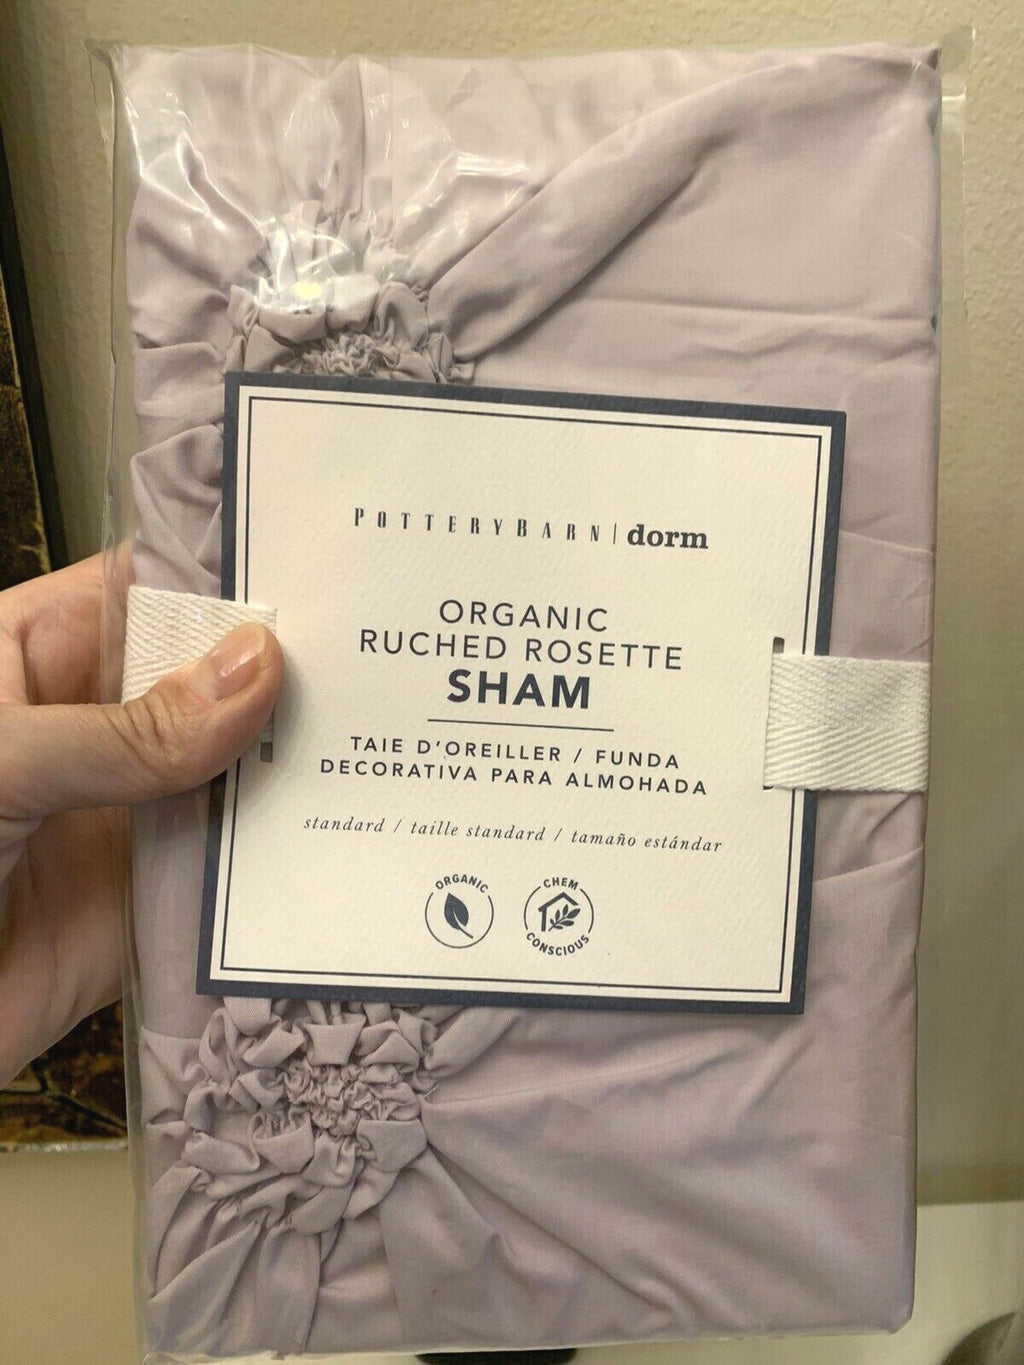 POTTERYBARN | dorm
ORGANIC
RUCHED ROSETTE
SHAM
TAIE D'OREILLER / FUNDA
DECORATIVA PARA ALMOHADA
standard / taille standard / tamaño estándar
ORGANIC
CHEM
CONSCIOUS